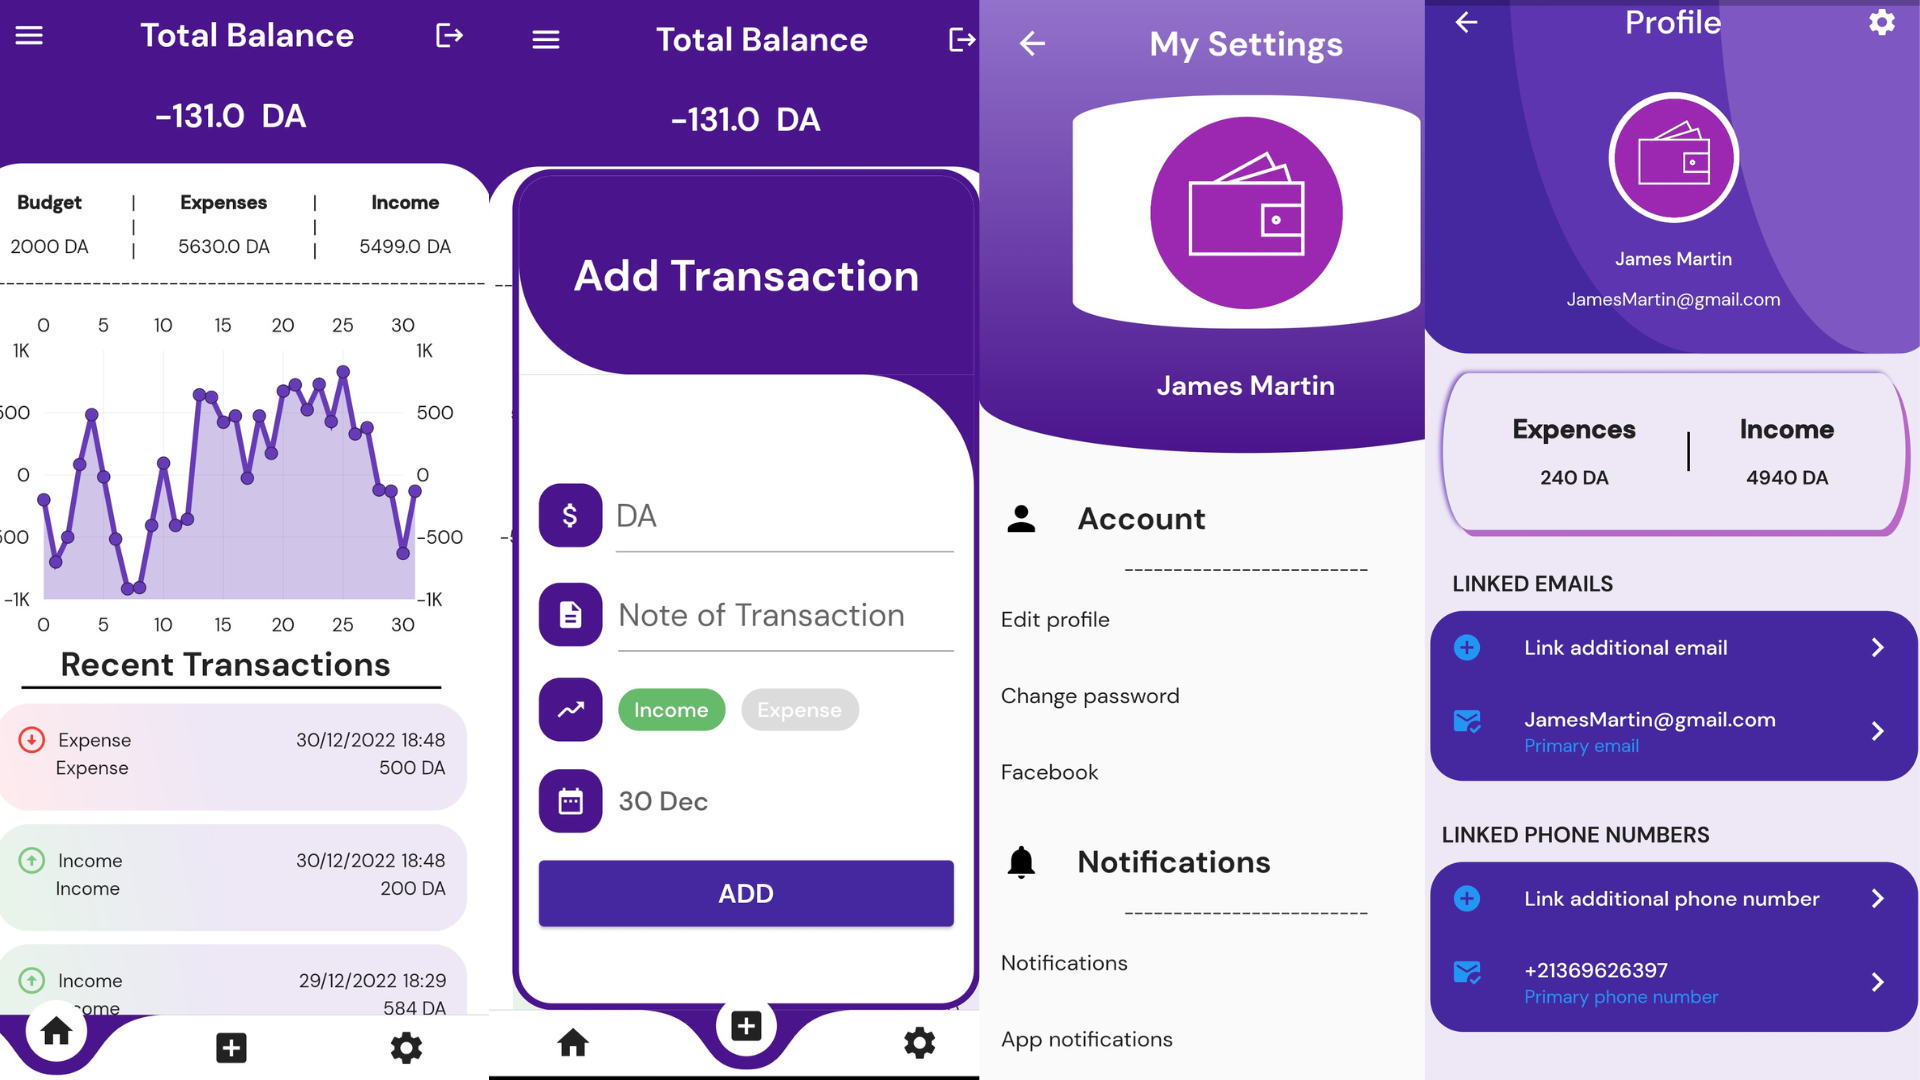 Total Balance
-131.0 DA
Budget | Expenses | Income
2000 DA | 5630.0 DA | 5499.0 DA
0 5 10 15 20 25 30
1K 1K
500 500
0 0
-500
-1K -1K
0 5 10 15 20 25 30
Recent Transactions
Expense 30/12/2022 18:48
Expense 500 DA
Income 30/12/2022 18:48
Income 200 DA
Income 29/12/2022 18:29
584 DA
Total Balance
-131.0 DA
Add Transaction
$ DA
Note of Transaction
Income Expense
30 Dec
ADD
My Settings
James Martin
Account
Edit profile
Change password
Facebook
Notifications
Notifications
App notifications
Profile
James Martin
JamesMartin@gmail.com
Expences | Income
240 DA 4940 DA
LINKED EMAILS
Link additional email
JamesMartin@gmail.com
Primary email
LINKED PHONE NUMBERS
Link additional phone number
+21369626397
Primary phone number